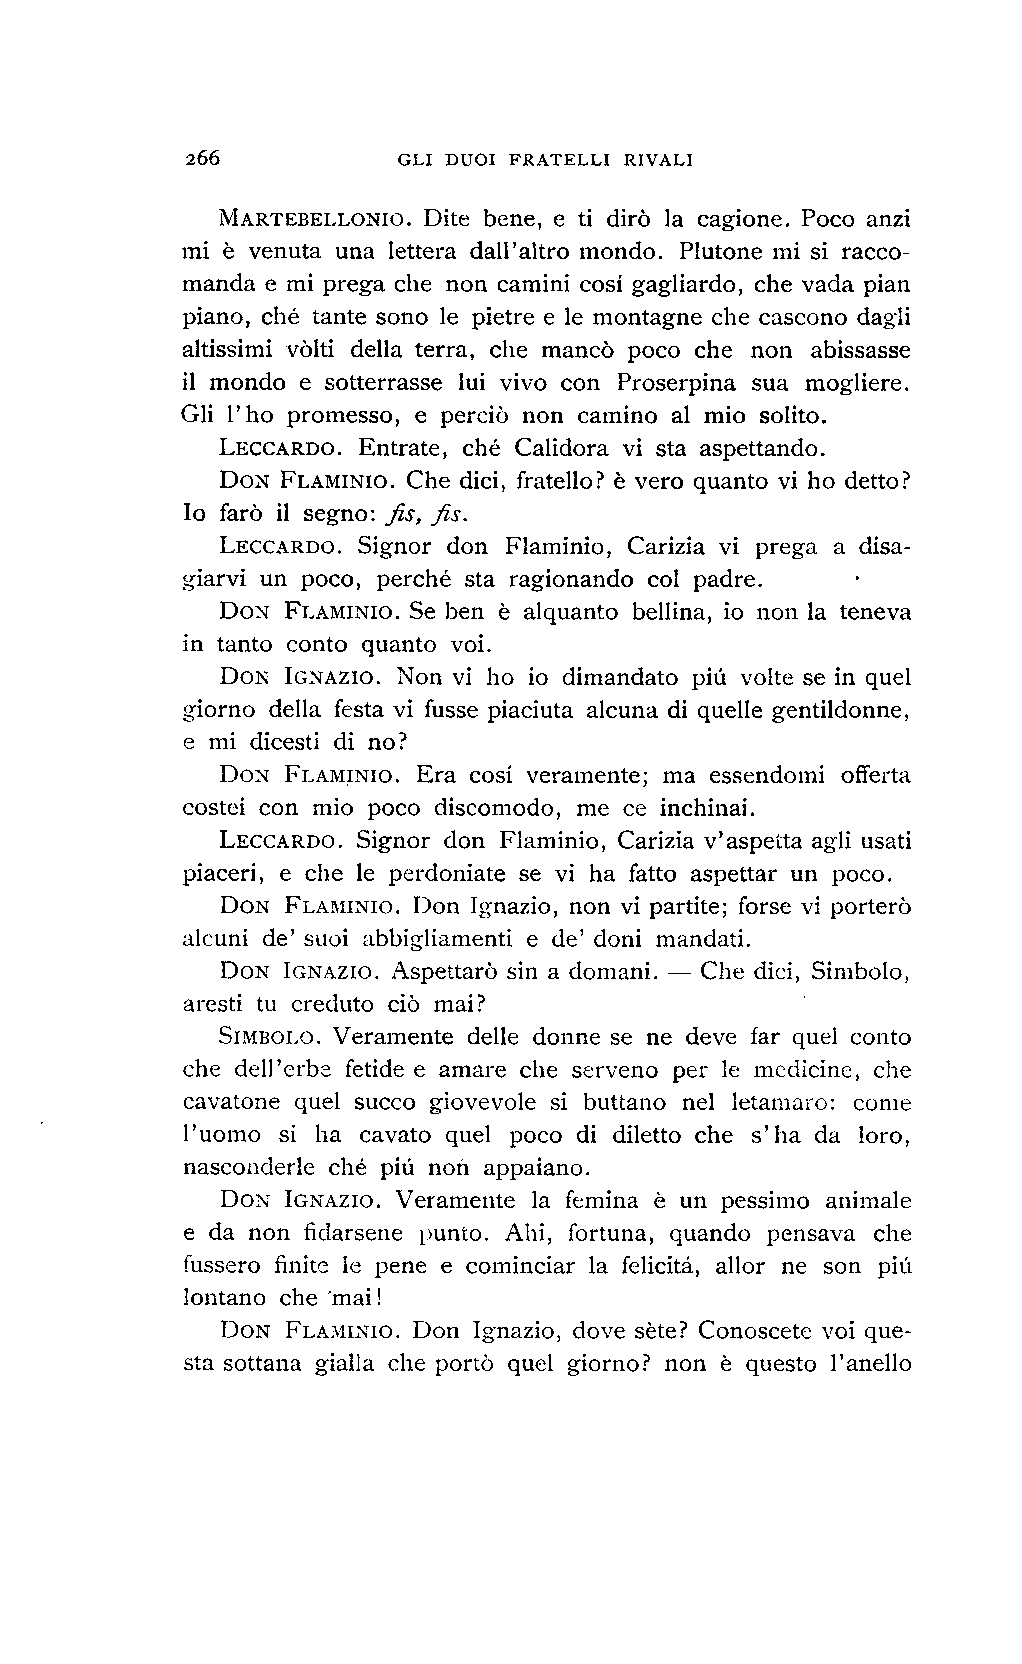 266 GLI DUOI FRATELLI RIVALI
MARTEBELLONIO. Dite bene, e ti dirò la cagione. Poco anzi
mi è venuta una lettera dall'altro mondo. Plutone mi si racco-
manda e mi prega che non camini cosí gagliardo, che vada pian
piano, ché tante sono le pietre e le montagne che cascono dagli
altissimi vòlti della terra, che mancò poco che non abissasse
il mondo e sotterrasse lui vivo con Proserpina sua mogliere.
Gli l'ho promesso, e perciò non camino al mio solito.
LECCARDO. Entrate, ché Calidora vi sta aspettando.
DON FLAMINIO. Che dici, fratello? è vero quanto vi ho detto?
Io farò il segno: fis, fis.
LECCARDO. Signor don Flaminio, Carizia vi prega a disa-
giarvi un poco, perché sta ragionando col padre.
DON FLAMINIO. Se ben è alquanto bellina, io non la teneva
in tanto conto quanto voi.
DON IGNAZIO. Non vi ho io dimandato piú volte se in quel
giorno della festa vi fusse piaciuta alcuna di quelle gentildonne,
e mi dicesti di no?
DON FLAMINIO. Era cosí veramente; ma essendomi offerta
costei con mio poco discomodo, me ce inchinai.
LECCARDO. Signor don Flaminio, Carizia v'aspetta agli usati
piaceri, e che le perdoniate se vi ha fatto aspettar un poco.
DON FLAMINIO. Don Ignazio, non vi partite; forse vi porterò
alcuni de' suoi abbigliamenti e de' doni mandati.
DON IGNAZIO. Aspettarò sin a domani. — Che dici, Simbolo,
aresti tu creduto ciò mai?
SIMBOLO. Veramente delle donne se ne deve far quel conto
che dell'erbe fetide e amare che serveno per le medicine, che
cavatone quel succo giovevole si buttano nel letamaro: come
l'uomo si ha cavato quel poco di diletto che s'ha da loro,
nasconderle ché piú non appaiano.
DON IGNAZIO. Veramente la femina è un pessimo animale
e da non fidarsene punto. Ahi, fortuna, quando pensava che
fussero finite le pene e cominciar la felicitá, allor ne son piú
lontano che mai!
DON FLAMINIO. Don Ignazio, dove sète? Conoscete voi que-
sta sottana gialla che portò quel giorno? non è questo l'anello